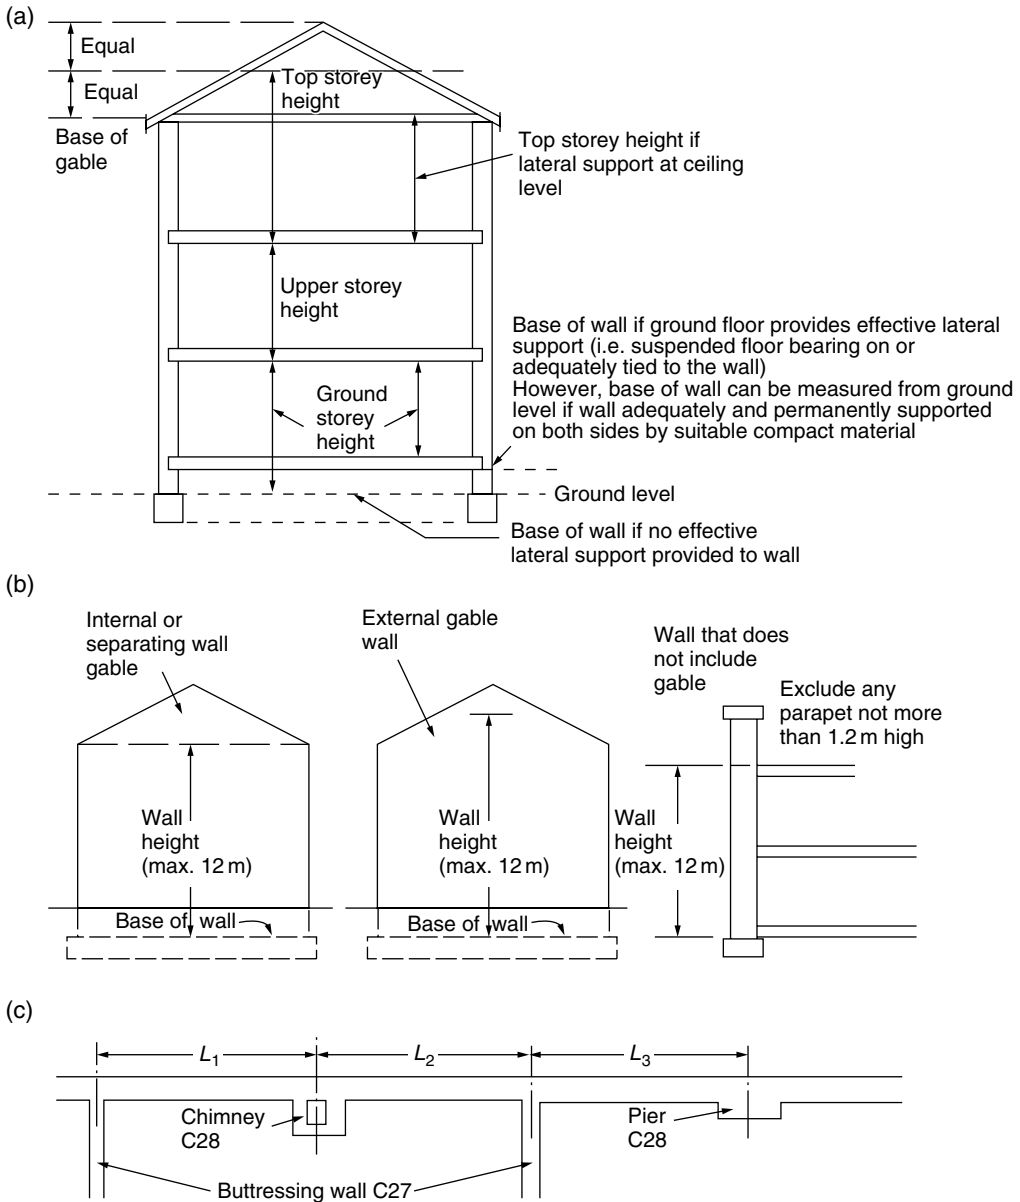 (a)
Equal
Equal
Base of
gable
Top storey
height
Top storey height if
lateral support at ceiling
level
Upper storey
height
Base of wall if ground floor provides effective lateral
support (i.e. suspended floor bearing on or
adequately tied to the wall)
However, base of wall can be measured from ground
level if wall adequately and permanently supported
on both sides by suitable compact material
Ground
storey
height
Ground level
Base of wall if no effective
lateral support provided to wall
(b)
Internal or
separating wall
gable
Wall
height
(max. 12 m)
Base of wall
External gable
wall
Wall
height
(max. 12 m)
Base of wall
Wall that does
not include
gable
Exclude any
parapet not more
than 1.2 m high
Wall
height
(max. 12 m)
(c)
L1
L2
L3
Chimney
C28
Pier
C28
Buttressing wall C27